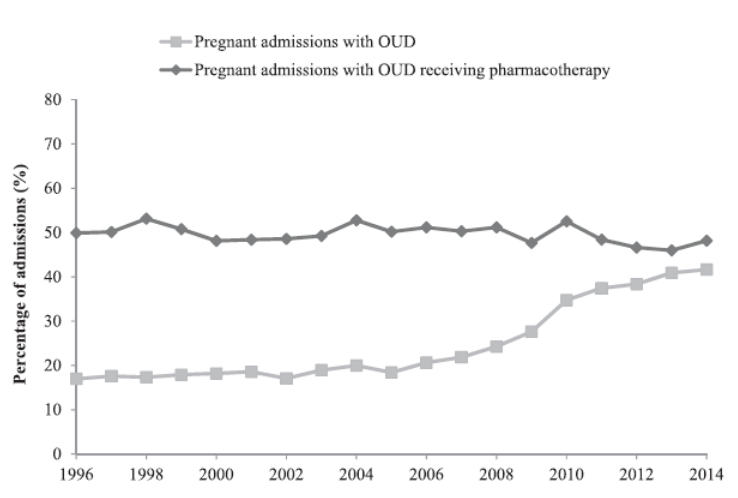 Pregnant admissions with OUD
Pregnant admissions with OUD receiving pharmacotherapy
80
70
60
50
40
30
20
10
0
Percentage of admissions (%)
1996 1998 2000 2002 2004 2006 2008 2010 2012 2014